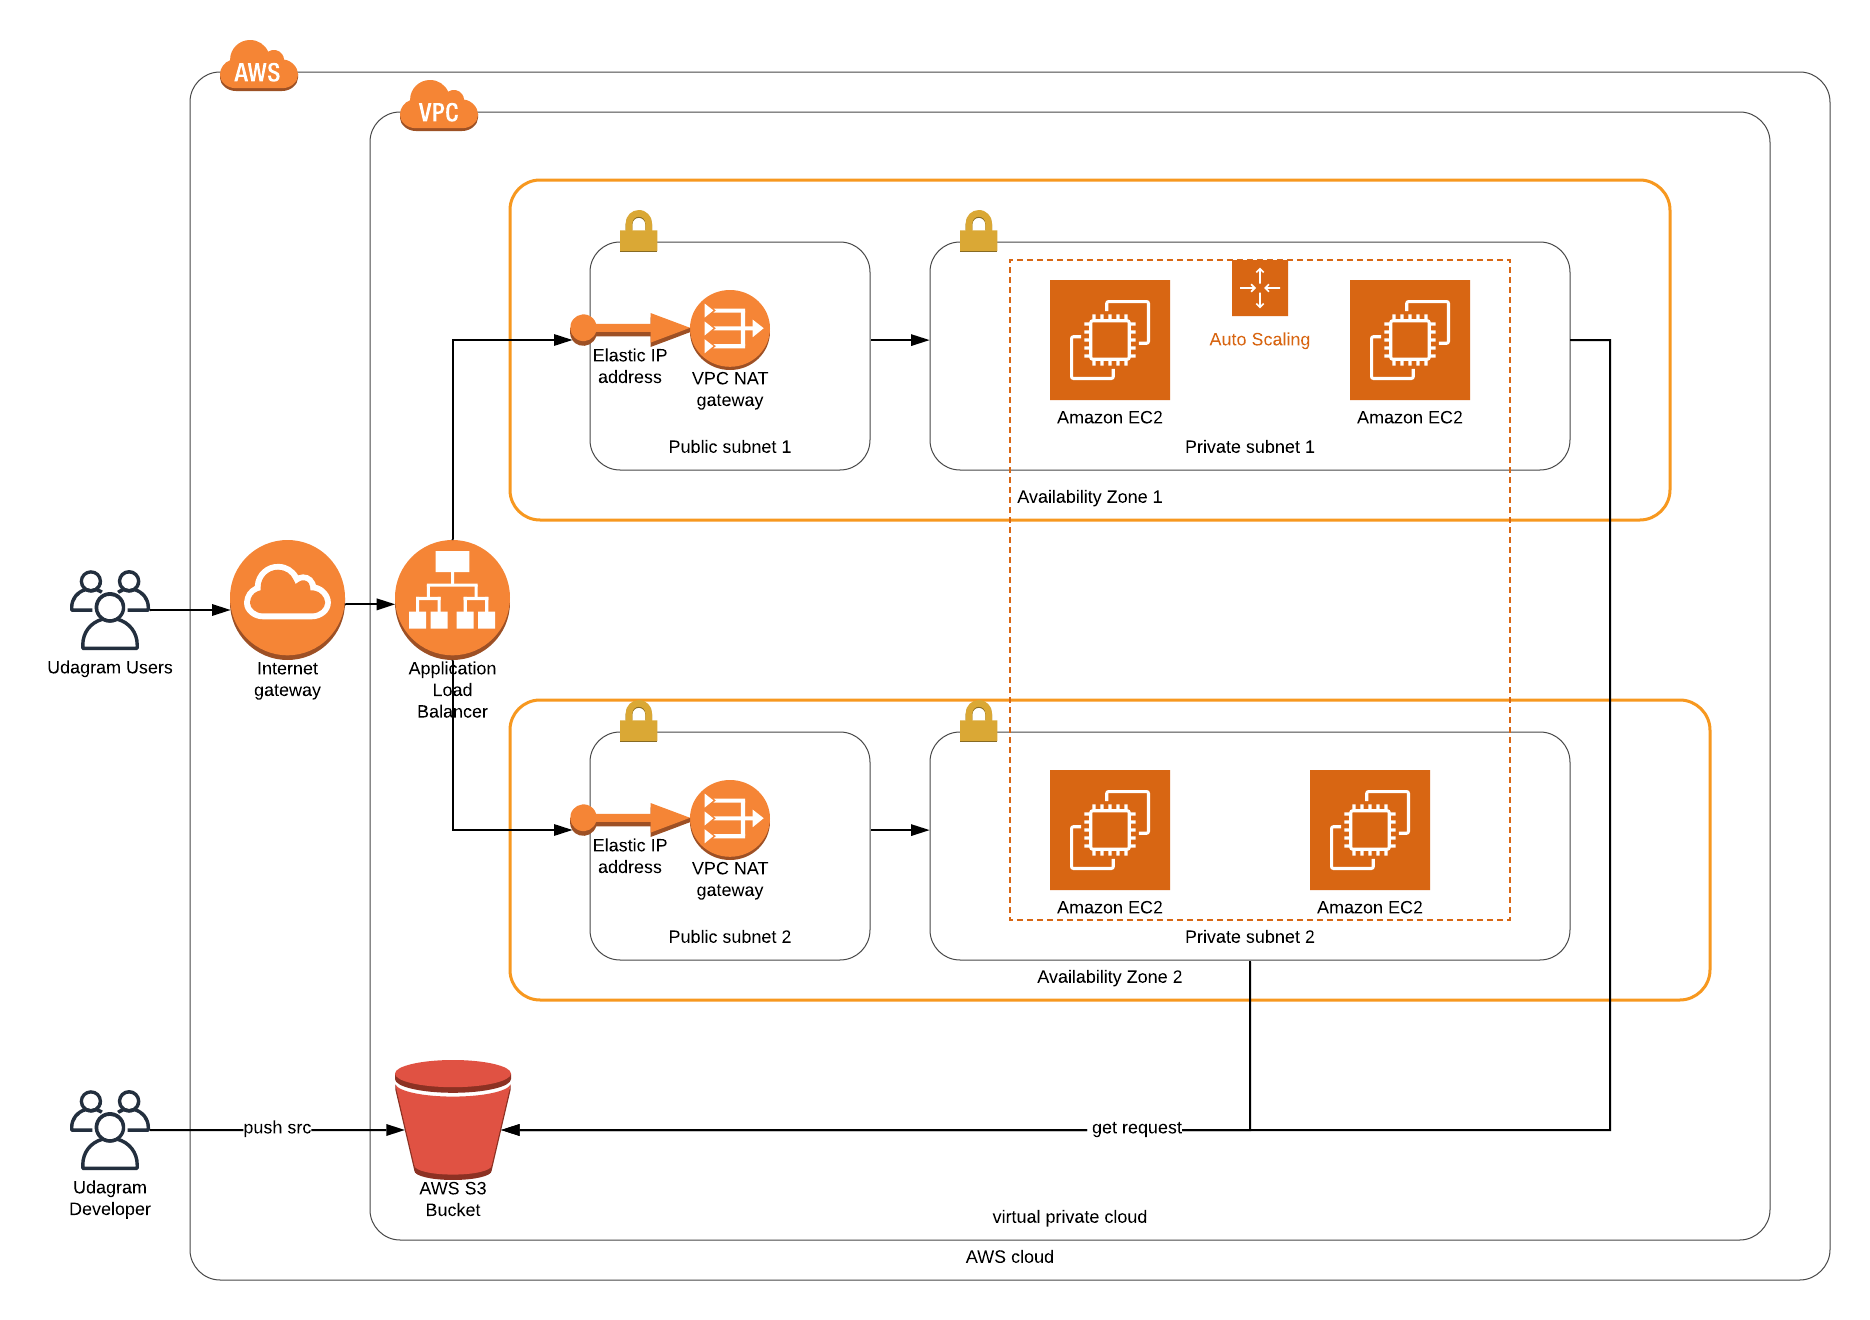 AWS
VPC
Elastic IP
address
VPC NAT
gateway
Public subnet 1
Auto Scaling
Amazon EC2
Amazon EC2
Private subnet 1
Availability Zone 1
Udagram Users
Internet
gateway
Application
Load
Balancer
Elastic IP
address
VPC NAT
gateway
Public subnet 2
Amazon EC2
Amazon EC2
Private subnet 2
Availability Zone 2
push src
get request
Udagram
Developer
AWS S3
Bucket
virtual private cloud
AWS cloud